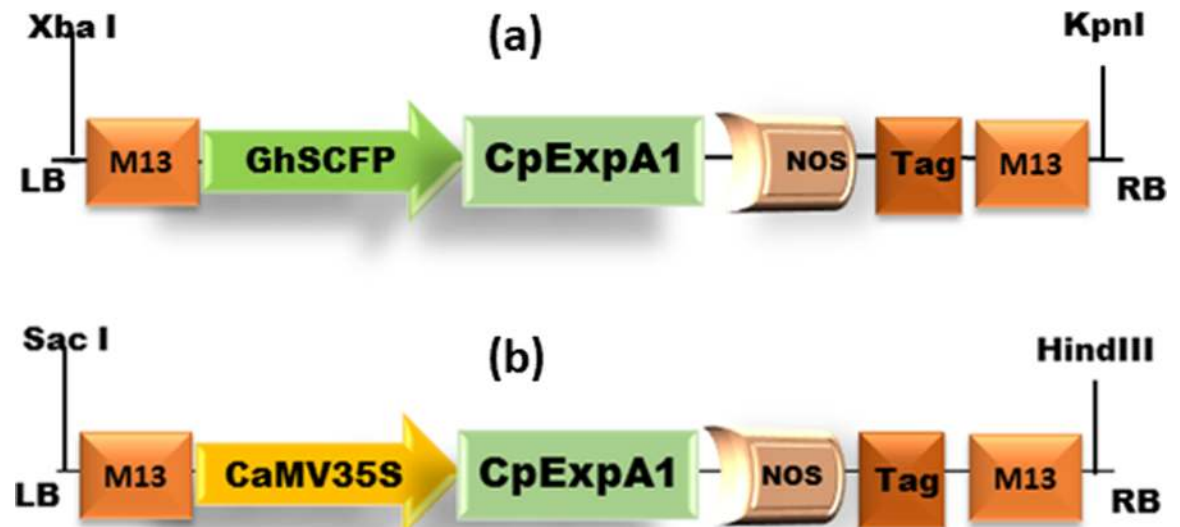 Xba I (a) KpnI
M13 GhSCFP CpExpA1 NOS Tag M13
LB RB
Sac I (b) HindIII
M13 CaMV35S CpExpA1 NOS Tag M13
LB RB